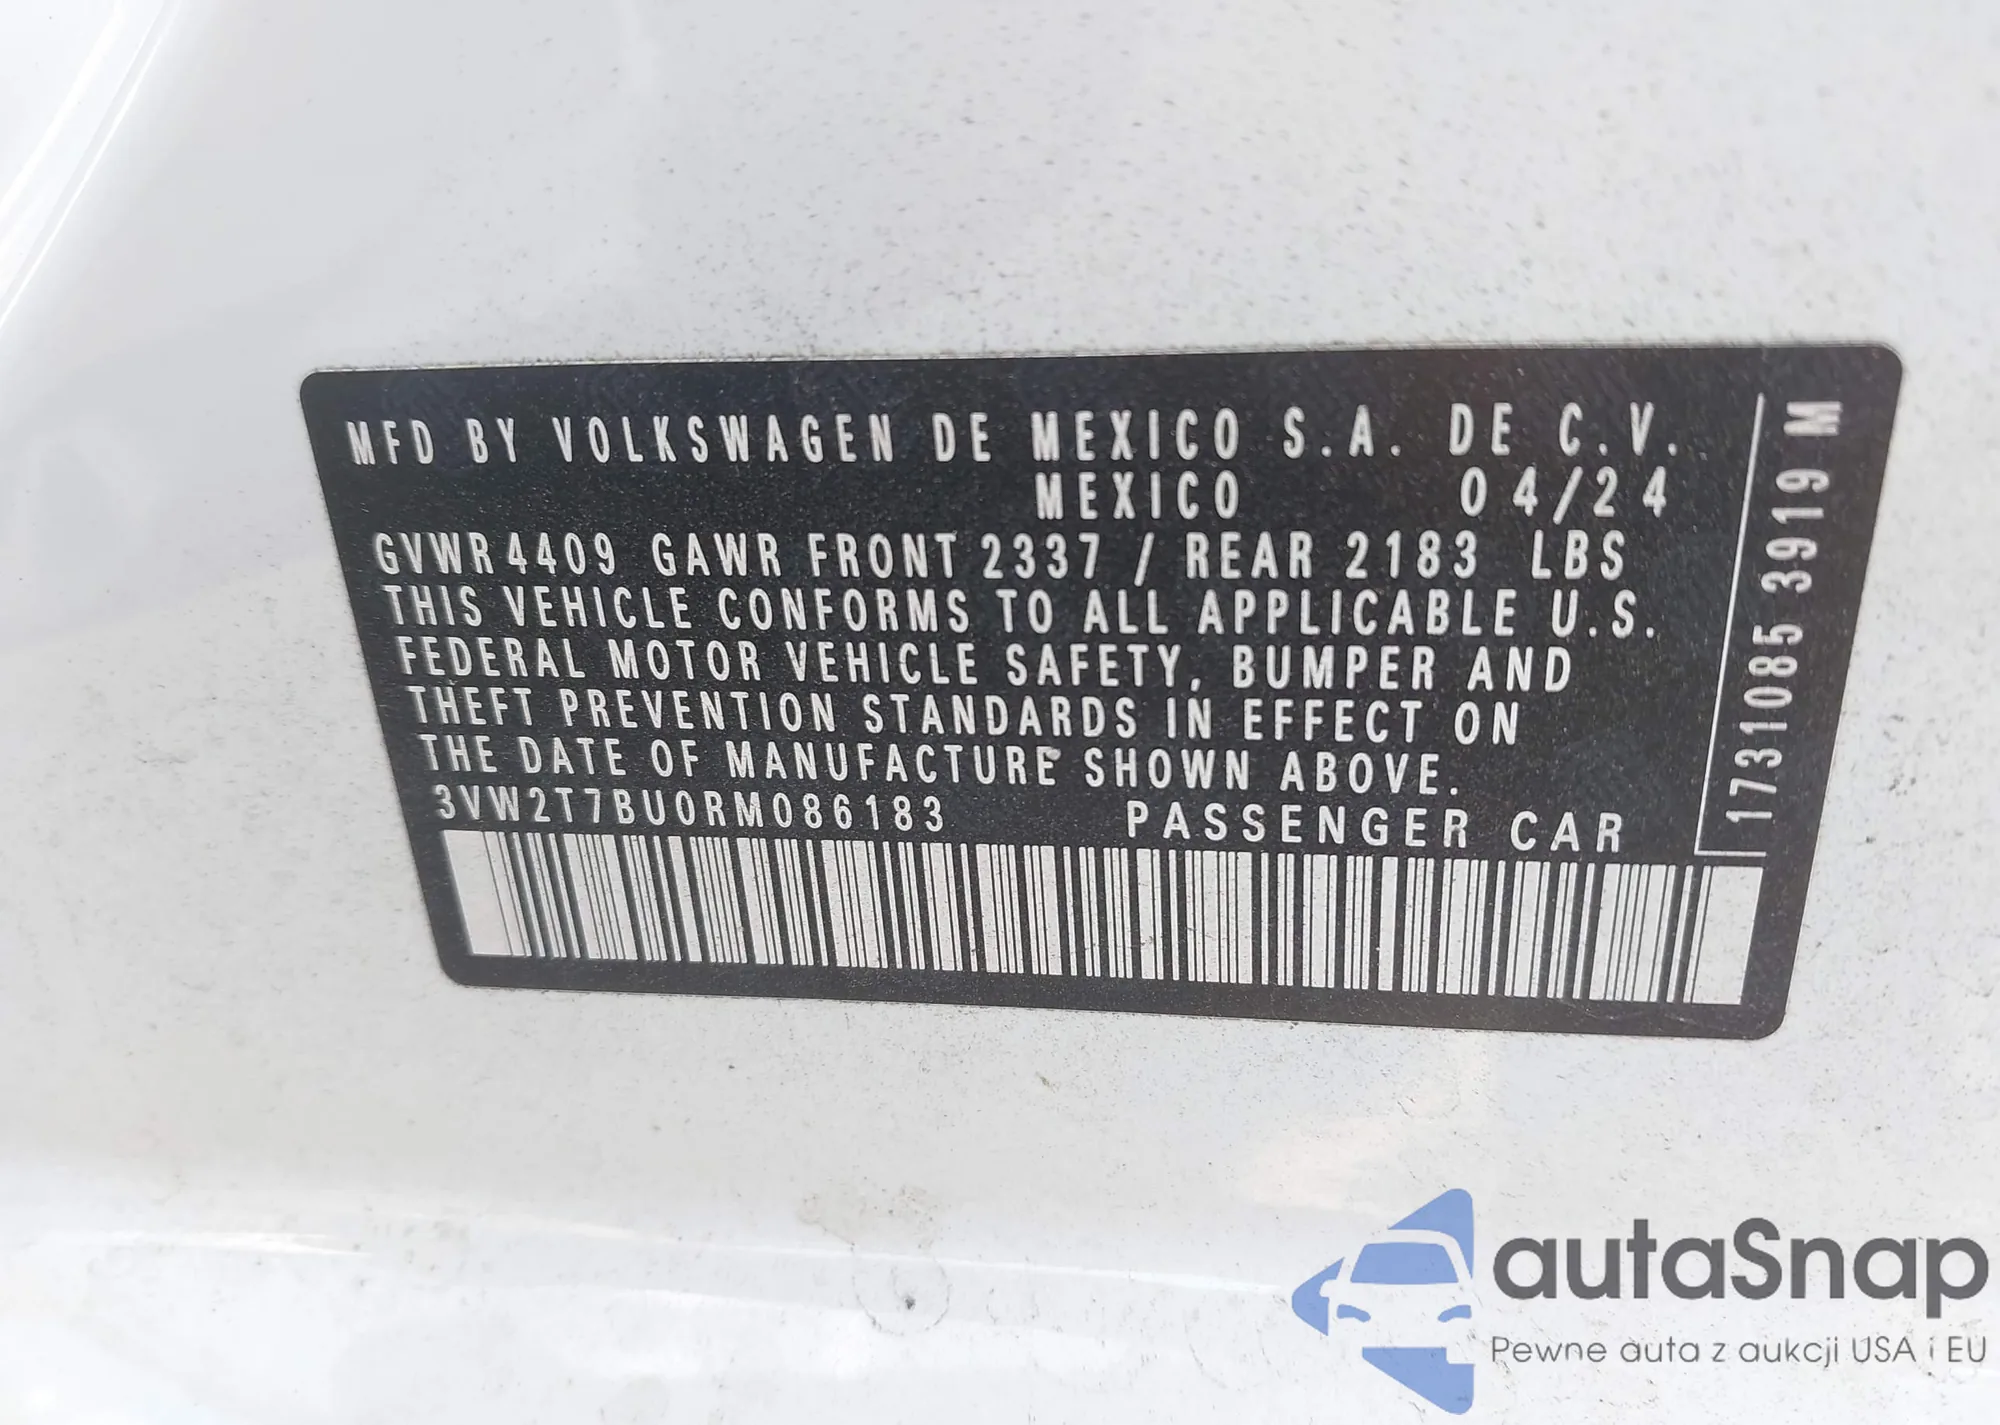 MFD BY VOLKSWAGEN DE MEXICO S.A. DE C.V.
MEXICO 04/24
GVWR 4409 GAWR FRONT 2337 / REAR 2183 LBS
THIS VEHICLE CONFORMS TO ALL APPLICABLE U.S.
FEDERAL MOTOR VEHICLE SAFETY, BUMPER AND
THEFT PREVENTION STANDARDS IN EFFECT ON
THE DATE OF MANUFACTURE SHOWN ABOVE.
3VW2T7BU0RM086183 PASSENGER CAR
1731085 3919 M
autaSnap
Pewne auta z aukcji USA i EU